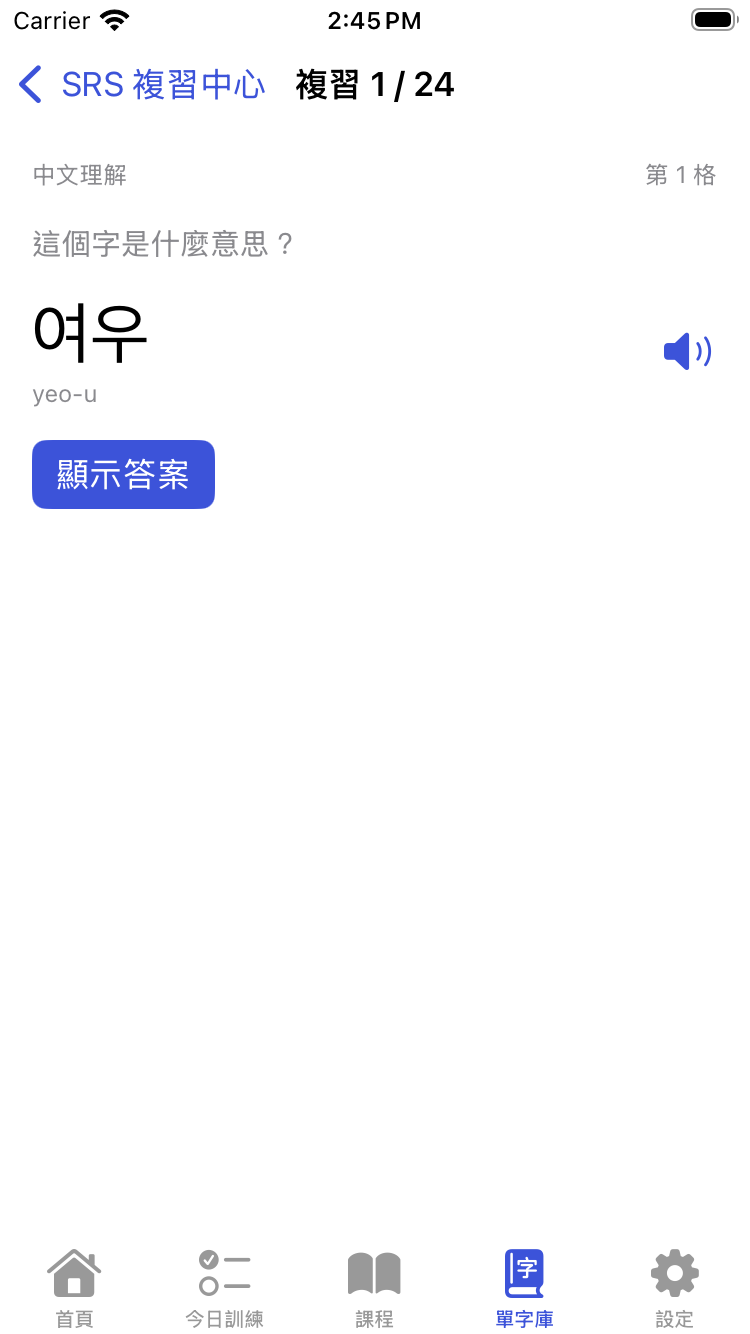 Carrier 2:45 PM
SRS 複習中心 複習 1 / 24
中文理解 第 1 格
這個字是什麼意思？
여우
yeo-u
顯示答案
字
首頁 今日訓練 課程 單字庫 設定